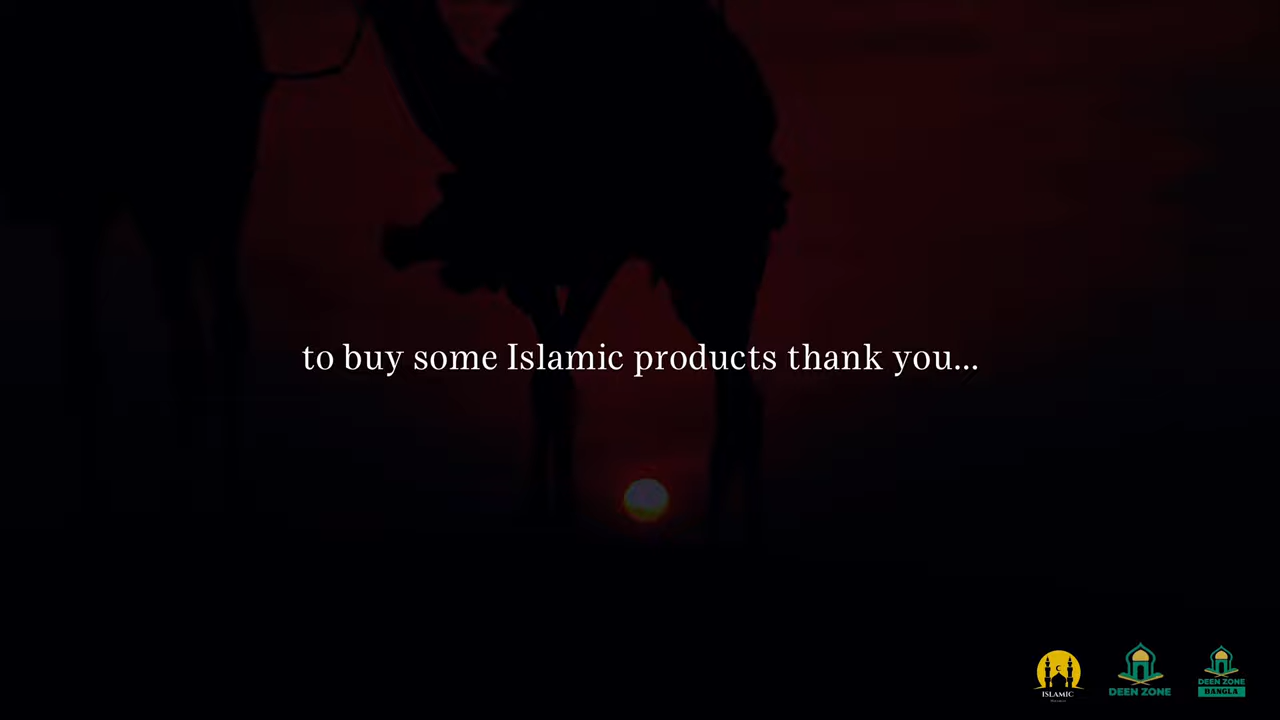 to buy some Islamic products thank you...
ISLAMIC
DEEN ZONE
DEEN ZONE
BANGLA